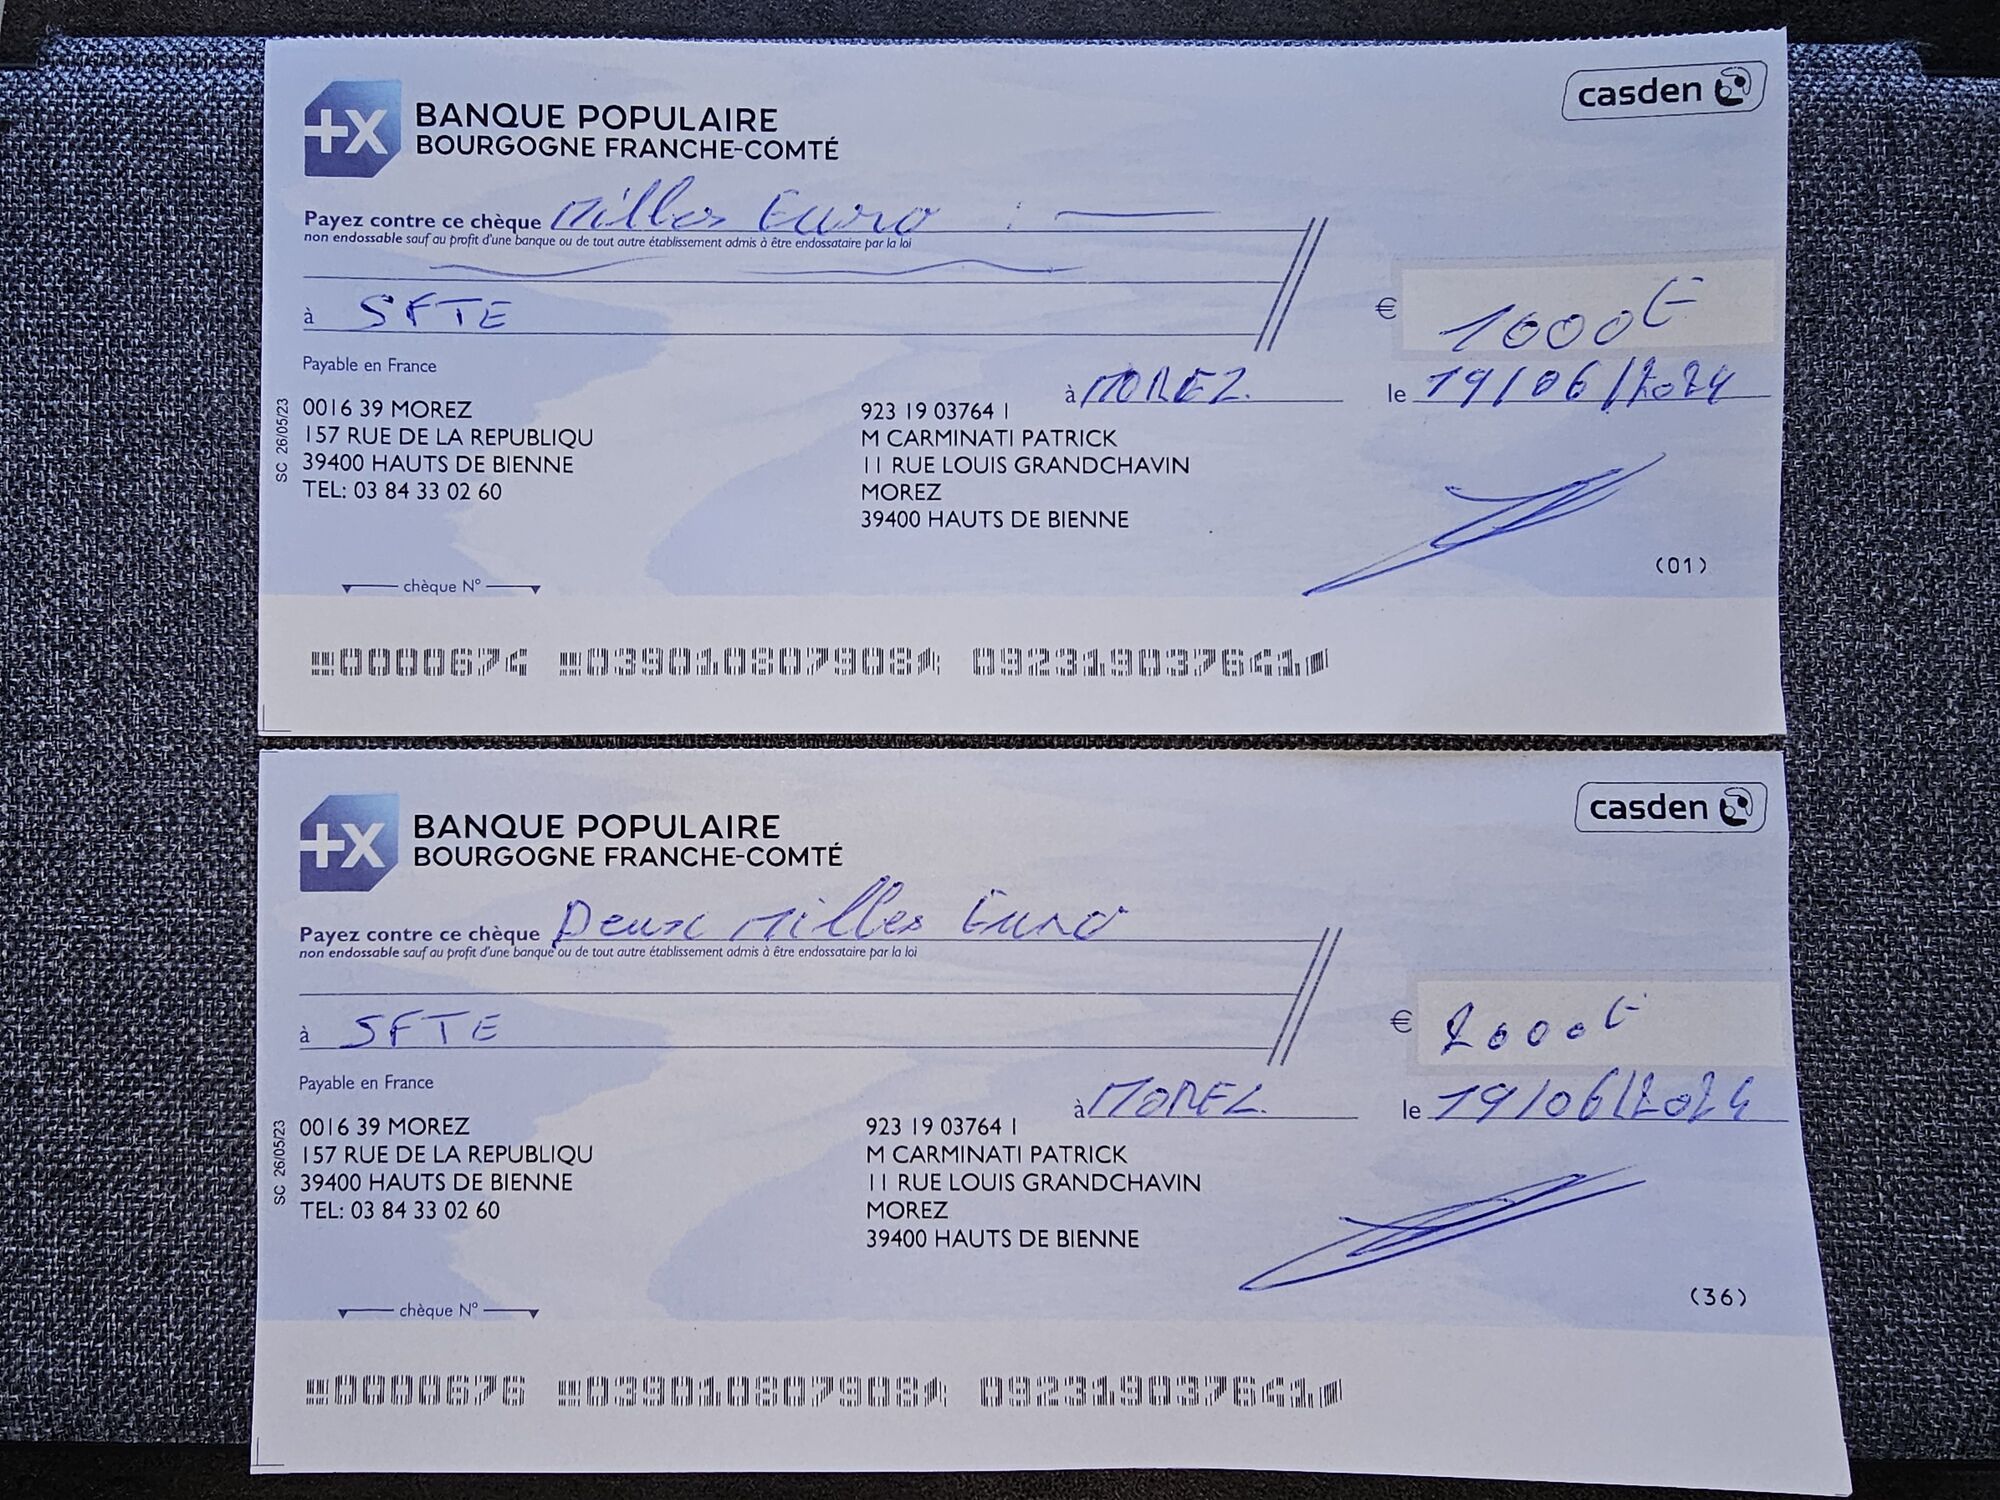 +X BANQUE POPULAIRE
BOURGOGNE FRANCHE-COMTÉ
casden
Payez contre ce chèque Milles Euro
non endossable sauf au profit d'une banque ou de tout autre établissement admis à être endossataire par la loi
à SFTE
€ 1000€
Payable en France
à MOREZ. le 19/06/2024
SC 26/05/23
0016 39 MOREZ
157 RUE DE LA REPUBLIQU
39400 HAUTS DE BIENNE
TEL: 03 84 33 02 60
923 19 03764 1
M CARMINATI PATRICK
11 RUE LOUIS GRANDCHAVIN
MOREZ
39400 HAUTS DE BIENNE
(01)
chèque N°
0000674 039010807908 092319037641
+X BANQUE POPULAIRE
BOURGOGNE FRANCHE-COMTÉ
casden
Payez contre ce chèque Deux Milles Euro
non endossable sauf au profit d'une banque ou de tout autre établissement admis à être endossataire par la loi
à SFTE
€ 2000€
Payable en France
à MOREZ. le 19/06/2024
SC 26/05/23
0016 39 MOREZ
157 RUE DE LA REPUBLIQU
39400 HAUTS DE BIENNE
TEL: 03 84 33 02 60
923 19 03764 1
M CARMINATI PATRICK
11 RUE LOUIS GRANDCHAVIN
MOREZ
39400 HAUTS DE BIENNE
(36)
chèque N°
0000676 039010807908 092319037641